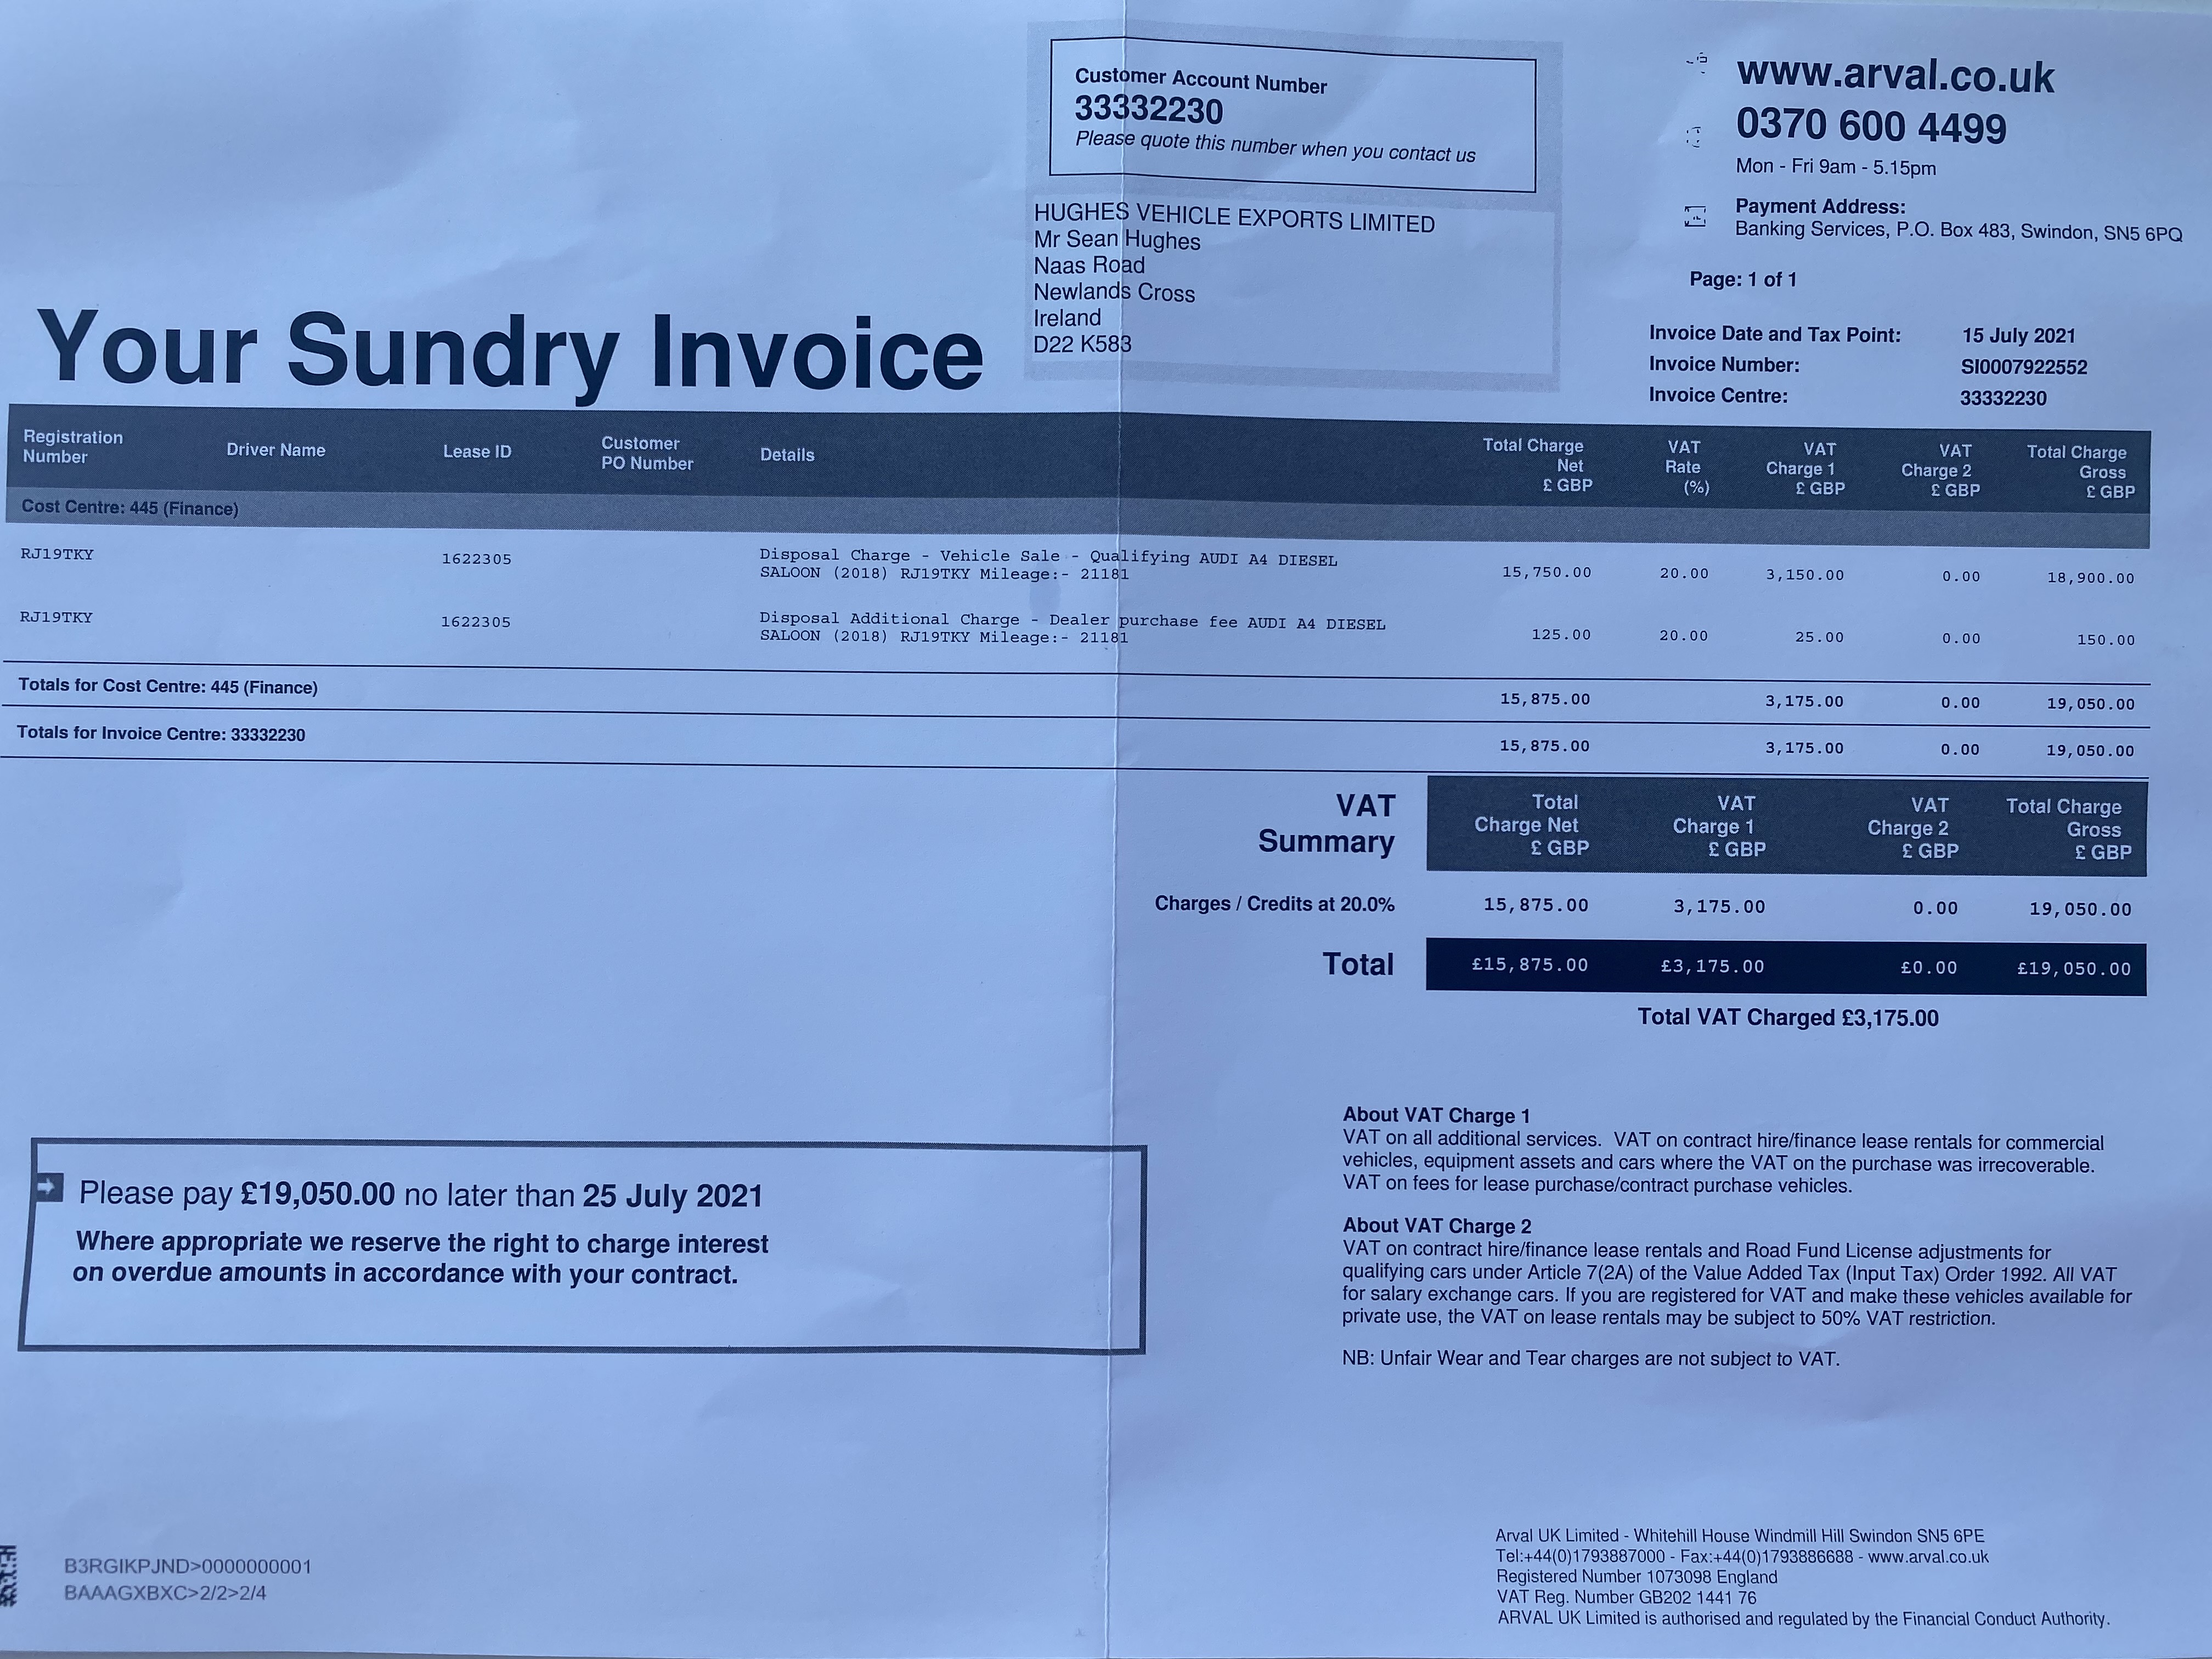 Customer Account Number
33332230
Please quote this number when you contact us
www.arval.co.uk
0370 600 4499
Mon - Fri 9am - 5.15pm
Payment Address:
Banking Services, P.O. Box 483, Swindon, SN5 6PQ
Page: 1 of 1
HUGHES VEHICLE EXPORTS LIMITED
Mr Sean Hughes
Naas Road
Newlands Cross
Ireland
D22 K583
Your Sundry Invoice
Invoice Date and Tax Point: 15 July 2021
Invoice Number: SI0007922552
Invoice Centre: 33332230
Registration Number Driver Name Lease ID Customer PO Number Details Total Charge Net £ GBP VAT Rate (%) VAT Charge 1 £ GBP VAT Charge 2 £ GBP Total Charge Gross £ GBP
Cost Centre: 445 (Finance)
RJ19TKY 1622305 Disposal Charge - Vehicle Sale - Qualifying AUDI A4 DIESEL
SALOON (2018) RJ19TKY Mileage:- 21181 15,750.00 20.00 3,150.00 0.00 18,900.00
RJ19TKY 1622305 Disposal Additional Charge - Dealer purchase fee AUDI A4 DIESEL
SALOON (2018) RJ19TKY Mileage:- 21181 125.00 20.00 25.00 0.00 150.00
Totals for Cost Centre: 445 (Finance) 15,875.00 3,175.00 0.00 19,050.00
Totals for Invoice Centre: 33332230 15,875.00 3,175.00 0.00 19,050.00
VAT Summary Total Charge Net £ GBP VAT Charge 1 £ GBP VAT Charge 2 £ GBP Total Charge Gross £ GBP
Charges / Credits at 20.0% 15,875.00 3,175.00 0.00 19,050.00
Total £15,875.00 £3,175.00 £0.00 £19,050.00
Total VAT Charged £3,175.00
Please pay £19,050.00 no later than 25 July 2021
Where appropriate we reserve the right to charge interest
on overdue amounts in accordance with your contract.
About VAT Charge 1
VAT on all additional services. VAT on contract hire/finance lease rentals for commercial
vehicles, equipment assets and cars where the VAT on the purchase was irrecoverable.
VAT on fees for lease purchase/contract purchase vehicles.
About VAT Charge 2
VAT on contract hire/finance lease rentals and Road Fund License adjustments for
qualifying cars under Article 7(2A) of the Value Added Tax (Input Tax) Order 1992. All VAT
for salary exchange cars. If you are registered for VAT and make these vehicles available for
private use, the VAT on lease rentals may be subject to 50% VAT restriction.
NB: Unfair Wear and Tear charges are not subject to VAT.
B3RGIKPJND>0000000001
BAAAGXBXC>2/2>2/4
Arval UK Limited - Whitehill House Windmill Hill Swindon SN5 6PE
Tel:+44(0)1793887000 - Fax:+44(0)1793886688 - www.arval.co.uk
Registered Number 1073098 England
VAT Reg. Number GB202 1441 76
ARVAL UK Limited is authorised and regulated by the Financial Conduct Authority.